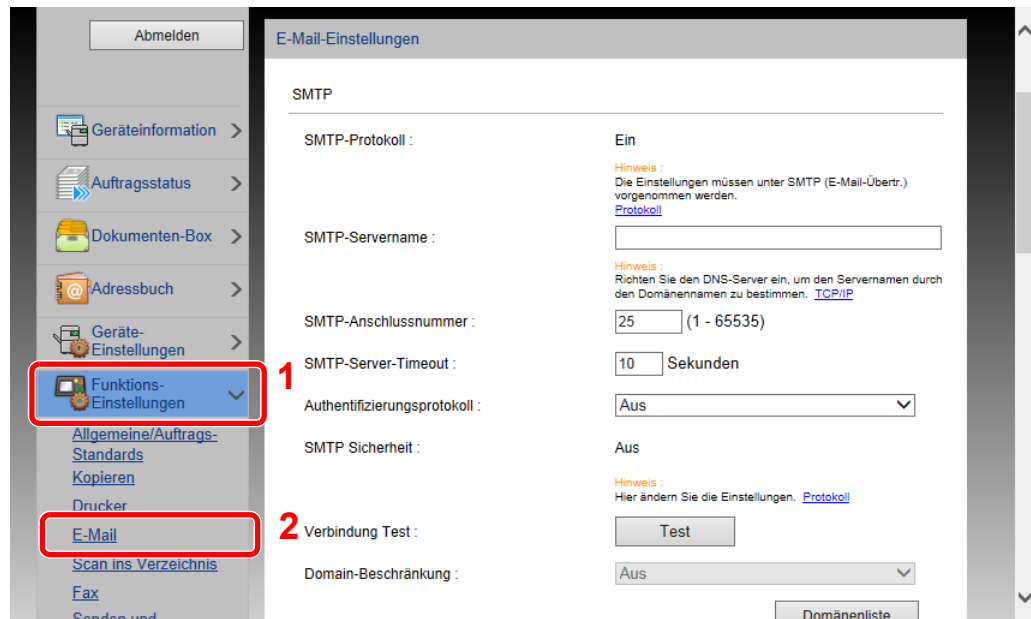 Abmelden
Geräteinformation
Auftragsstatus
Dokumenten-Box
Adressbuch
Geräte-
Einstellungen
1
Funktions-
Einstellungen
Allgemeine/Auftrags-
Standards
Kopieren
Drucker
2
E-Mail
Scan ins Verzeichnis
Fax
Senden und
E-Mail-Einstellungen
SMTP
SMTP-Protokoll : Ein
Hinweis :
Die Einstellungen müssen unter SMTP (E-Mail-Übertr.)
vorgenommen werden.
Protokoll
SMTP-Servername :
Hinweis :
Richten Sie den DNS-Server ein, um den Servernamen durch
den Domänennamen zu bestimmen. TCP/IP
SMTP-Anschlussnummer : 25 (1 - 65535)
SMTP-Server-Timeout : 10 Sekunden
Authentifizierungsprotokoll : Aus
SMTP Sicherheit : Aus
Hinweis :
Hier ändern Sie die Einstellungen. Protokoll
Verbindung Test : Test
Domain-Beschränkung : Aus
Domänenliste